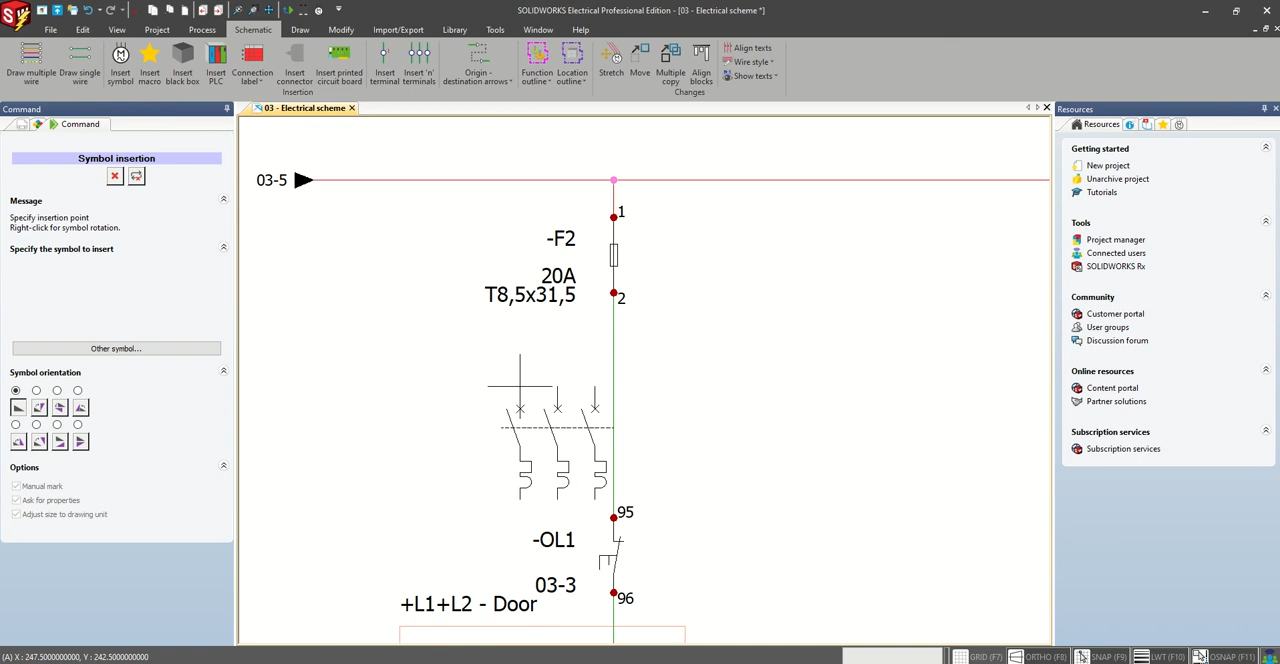 SOLIDWORKS Electrical Professional Edition - [03 - Electrical scheme *]
File Edit View Project Process Schematic Draw Modify Import/Export Library Tools Window Help
Draw multiple wire
Draw single wire
Insert symbol
Insert macro
Insert black box
Insert PLC
Connection label
Insert connector
Insert printed circuit board
Insert terminal
Insert 'n' terminals
Origin - destination arrows
Function outline
Location outline
Stretch
Move
Multiple copy
Align blocks
Align texts
Wire style
Show texts
Insertion
Changes
Command
Command
Symbol insertion
Message
Specify insertion point
Right-click for symbol rotation.
Specify the symbol to insert
Other symbol...
Symbol orientation
Options
Manual mark
Ask for properties
Adjust size to drawing unit
03 - Electrical scheme
03-5
1
-F2
20A
T8,5x31,5
2
95
-OL1
03-3
96
+L1+L2 - Door
Resources
Resources
Getting started
New project
Unarchive project
Tutorials
Tools
Project manager
Connected users
SOLIDWORKS Rx
Community
Customer portal
User groups
Discussion forum
Online resources
Content portal
Partner solutions
Subscription services
Subscription services
(A) X : 247.5000000000, Y : 242.5000000000
GRID (F7) ORTHO (F8) SNAP (F9) LWT (F10) OSNAP (F11)